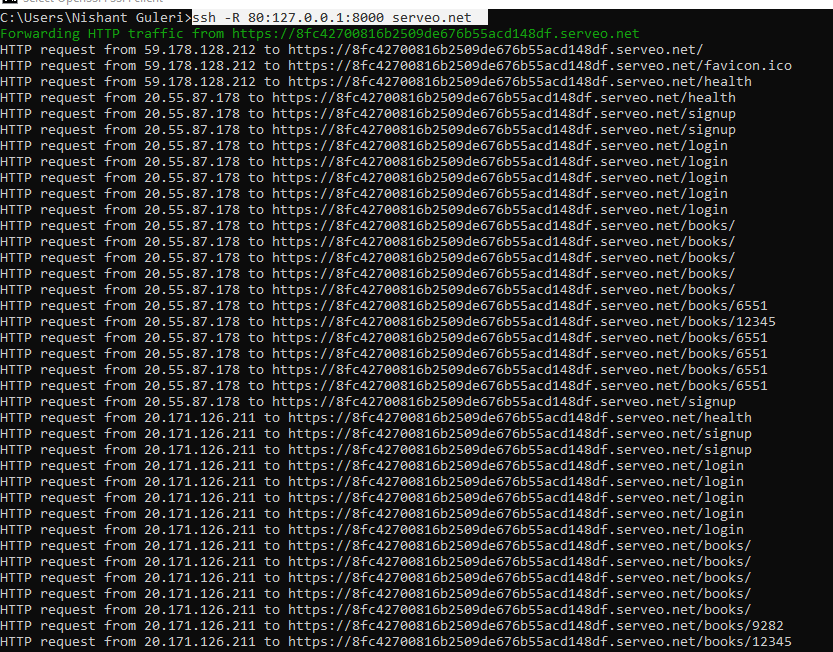 C:\Users\Nishant Guleri>ssh -R 80:127.0.0.1:8000 serveo.net
Forwarding HTTP traffic from https://8fc42700816b2509de676b55acd148df.serveo.net
HTTP request from 59.178.128.212 to https://8fc42700816b2509de676b55acd148df.serveo.net/
HTTP request from 59.178.128.212 to https://8fc42700816b2509de676b55acd148df.serveo.net/favicon.ico
HTTP request from 59.178.128.212 to https://8fc42700816b2509de676b55acd148df.serveo.net/health
HTTP request from 20.55.87.178 to https://8fc42700816b2509de676b55acd148df.serveo.net/health
HTTP request from 20.55.87.178 to https://8fc42700816b2509de676b55acd148df.serveo.net/signup
HTTP request from 20.55.87.178 to https://8fc42700816b2509de676b55acd148df.serveo.net/signup
HTTP request from 20.55.87.178 to https://8fc42700816b2509de676b55acd148df.serveo.net/login
HTTP request from 20.55.87.178 to https://8fc42700816b2509de676b55acd148df.serveo.net/login
HTTP request from 20.55.87.178 to https://8fc42700816b2509de676b55acd148df.serveo.net/login
HTTP request from 20.55.87.178 to https://8fc42700816b2509de676b55acd148df.serveo.net/login
HTTP request from 20.55.87.178 to https://8fc42700816b2509de676b55acd148df.serveo.net/login
HTTP request from 20.55.87.178 to https://8fc42700816b2509de676b55acd148df.serveo.net/books/
HTTP request from 20.55.87.178 to https://8fc42700816b2509de676b55acd148df.serveo.net/books/
HTTP request from 20.55.87.178 to https://8fc42700816b2509de676b55acd148df.serveo.net/books/
HTTP request from 20.55.87.178 to https://8fc42700816b2509de676b55acd148df.serveo.net/books/
HTTP request from 20.55.87.178 to https://8fc42700816b2509de676b55acd148df.serveo.net/books/
HTTP request from 20.55.87.178 to https://8fc42700816b2509de676b55acd148df.serveo.net/books/6551
HTTP request from 20.55.87.178 to https://8fc42700816b2509de676b55acd148df.serveo.net/books/12345
HTTP request from 20.55.87.178 to https://8fc42700816b2509de676b55acd148df.serveo.net/books/6551
HTTP request from 20.55.87.178 to https://8fc42700816b2509de676b55acd148df.serveo.net/books/6551
HTTP request from 20.55.87.178 to https://8fc42700816b2509de676b55acd148df.serveo.net/books/6551
HTTP request from 20.55.87.178 to https://8fc42700816b2509de676b55acd148df.serveo.net/books/6551
HTTP request from 20.55.87.178 to https://8fc42700816b2509de676b55acd148df.serveo.net/signup
HTTP request from 20.171.126.211 to https://8fc42700816b2509de676b55acd148df.serveo.net/health
HTTP request from 20.171.126.211 to https://8fc42700816b2509de676b55acd148df.serveo.net/signup
HTTP request from 20.171.126.211 to https://8fc42700816b2509de676b55acd148df.serveo.net/signup
HTTP request from 20.171.126.211 to https://8fc42700816b2509de676b55acd148df.serveo.net/login
HTTP request from 20.171.126.211 to https://8fc42700816b2509de676b55acd148df.serveo.net/login
HTTP request from 20.171.126.211 to https://8fc42700816b2509de676b55acd148df.serveo.net/login
HTTP request from 20.171.126.211 to https://8fc42700816b2509de676b55acd148df.serveo.net/login
HTTP request from 20.171.126.211 to https://8fc42700816b2509de676b55acd148df.serveo.net/login
HTTP request from 20.171.126.211 to https://8fc42700816b2509de676b55acd148df.serveo.net/books/
HTTP request from 20.171.126.211 to https://8fc42700816b2509de676b55acd148df.serveo.net/books/
HTTP request from 20.171.126.211 to https://8fc42700816b2509de676b55acd148df.serveo.net/books/
HTTP request from 20.171.126.211 to https://8fc42700816b2509de676b55acd148df.serveo.net/books/
HTTP request from 20.171.126.211 to https://8fc42700816b2509de676b55acd148df.serveo.net/books/
HTTP request from 20.171.126.211 to https://8fc42700816b2509de676b55acd148df.serveo.net/books/9282
HTTP request from 20.171.126.211 to https://8fc42700816b2509de676b55acd148df.serveo.net/books/12345